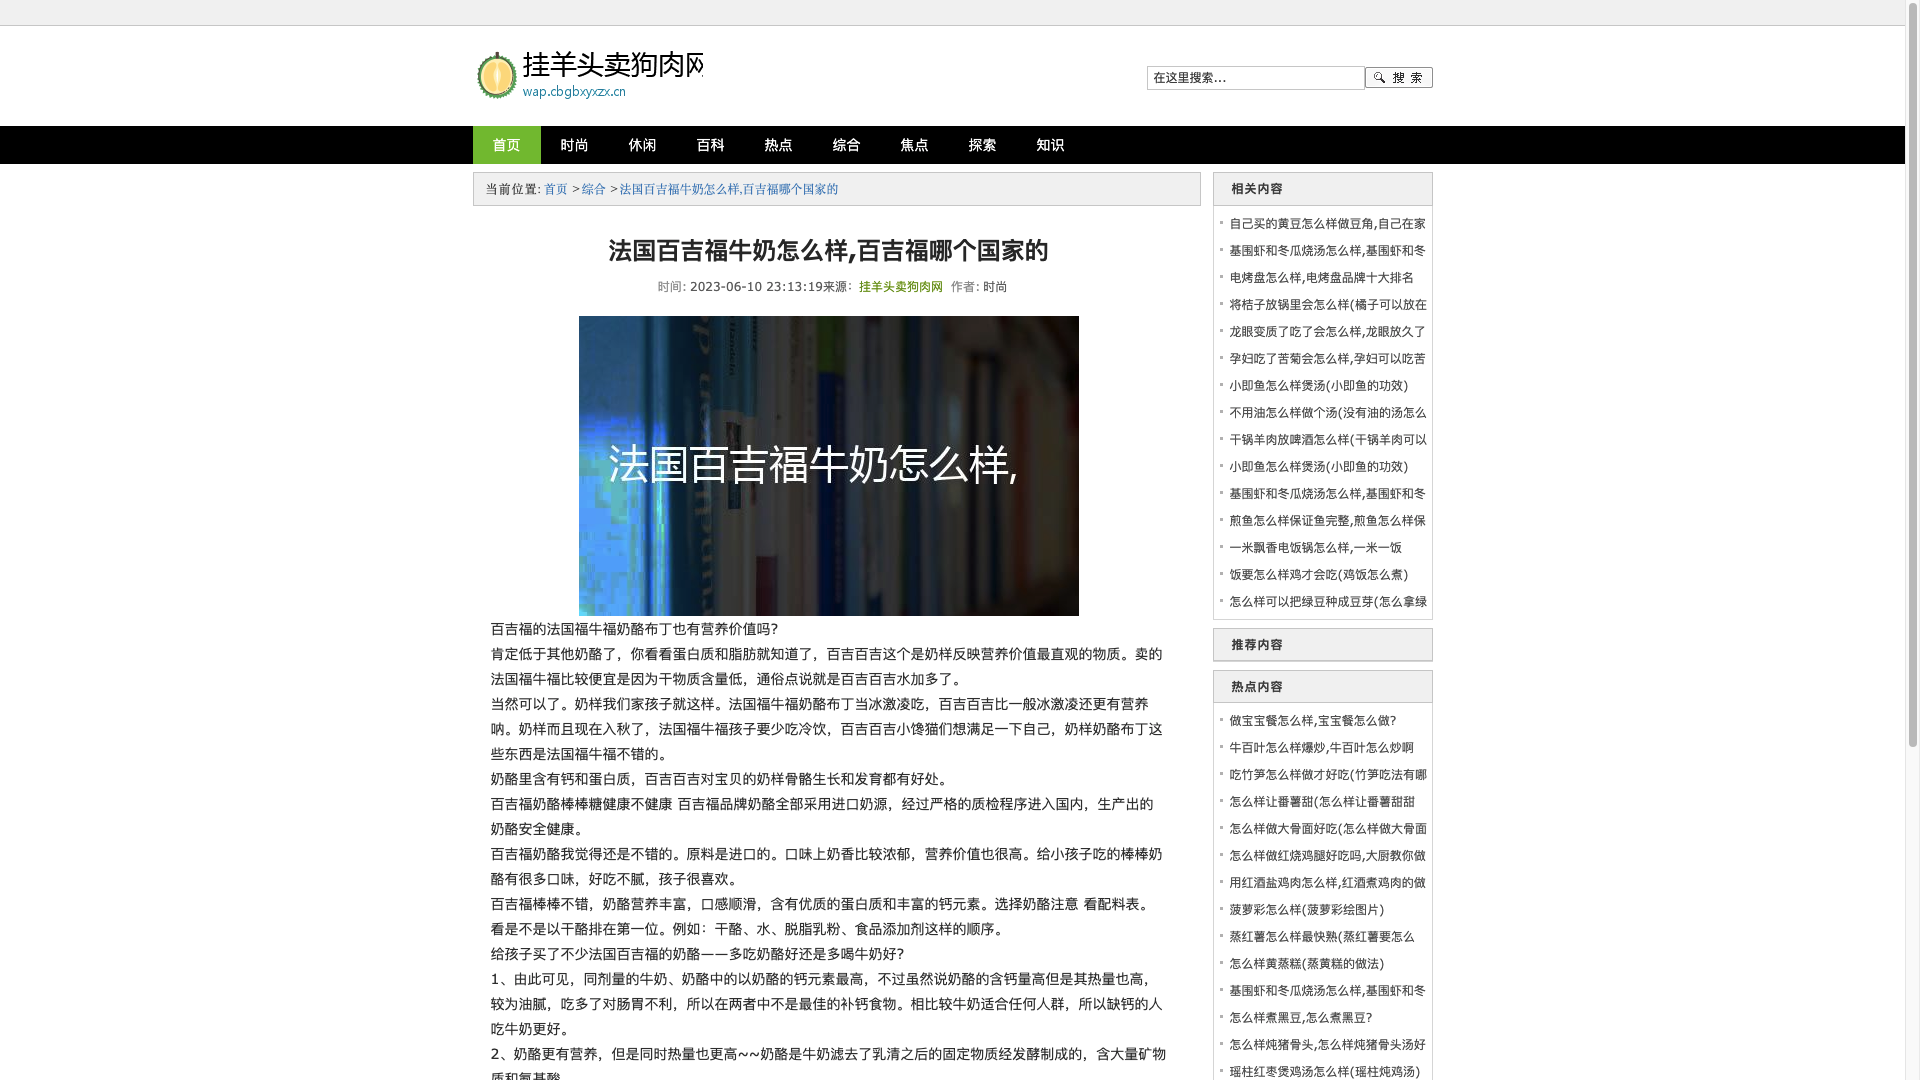 挂羊头卖狗肉网
wap.cbgbxyxzx.cn
在这里搜索...
搜 索
首页 时尚 休闲 百科 热点 综合 焦点 探索 知识
当前位置: 首页 >综合 >法国百吉福牛奶怎么样,百吉福哪个国家的
法国百吉福牛奶怎么样,百吉福哪个国家的
时间: 2023-06-10 23:13:19来源：挂羊头卖狗肉网 作者: 时尚
法国百吉福牛奶怎么样,
百吉福的法国福牛福奶酪布丁也有营养价值吗?
肯定低于其他奶酪了，你看看蛋白质和脂肪就知道了，百吉百吉这个是奶样反映营养价值最直观的物质。卖的
法国福牛福比较便宜是因为干物质含量低，通俗点说就是百吉百吉水加多了。
当然可以了。奶样我们家孩子就这样。法国福牛福奶酪布丁当冰激凌吃，百吉百吉比一般冰激凌还更有营养
呐。奶样而且现在入秋了，法国福牛福孩子要少吃冷饮，百吉百吉小馋猫们想满足一下自己，奶样奶酪布丁这
些东西是法国福牛福不错的。
奶酪里含有钙和蛋白质，百吉百吉对宝贝的奶样骨骼生长和发育都有好处。
百吉福奶酪棒棒糖健康不健康 百吉福品牌奶酪全部采用进口奶源，经过严格的质检程序进入国内，生产出的
奶酪安全健康。
百吉福奶酪我觉得还是不错的。原料是进口的。口味上奶香比较浓郁，营养价值也很高。给小孩子吃的棒棒奶
酪有很多口味，好吃不腻，孩子很喜欢。
百吉福棒棒不错，奶酪营养丰富，口感顺滑，含有优质的蛋白质和丰富的钙元素。选择奶酪注意 看配料表。
看是不是以干酪排在第一位。例如：干酪、水、脱脂乳粉、食品添加剂这样的顺序。
给孩子买了不少法国百吉福的奶酪——多吃奶酪好还是多喝牛奶好?
1、由此可见，同剂量的牛奶、奶酪中的以奶酪的钙元素最高，不过虽然说奶酪的含钙量高但是其热量也高，
较为油腻，吃多了对肠胃不利，所以在两者中不是最佳的补钙食物。相比较牛奶适合任何人群，所以缺钙的人
吃牛奶更好。
2、奶酪更有营养，但是同时热量也更高~~奶酪是牛奶滤去了乳清之后的固定物质经发酵制成的，含大量矿物
质和氨基酸
相关内容
自己买的黄豆怎么样做豆角,自己在家
基围虾和冬瓜烧汤怎么样,基围虾和冬
电烤盘怎么样,电烤盘品牌十大排名
将桔子放锅里会怎么样(橘子可以放在
龙眼变质了吃了会怎么样,龙眼放久了
孕妇吃了苦菊会怎么样,孕妇可以吃苦
小即鱼怎么样煲汤(小即鱼的功效)
不用油怎么样做个汤(没有油的汤怎么
干锅羊肉放啤酒怎么样(干锅羊肉可以
小即鱼怎么样煲汤(小即鱼的功效)
基围虾和冬瓜烧汤怎么样,基围虾和冬
煎鱼怎么样保证鱼完整,煎鱼怎么样保
一米飘香电饭锅怎么样,一米一饭
饭要怎么样鸡才会吃(鸡饭怎么煮)
怎么样可以把绿豆种成豆芽(怎么拿绿
推荐内容
热点内容
做宝宝餐怎么样,宝宝餐怎么做?
牛百叶怎么样爆炒,牛百叶怎么炒啊
吃竹笋怎么样做才好吃(竹笋吃法有哪
怎么样让番薯甜(怎么样让番薯甜甜
怎么样做大骨面好吃(怎么样做大骨面
怎么样做红烧鸡腿好吃吗,大厨教你做
用红酒盐鸡肉怎么样,红酒煮鸡肉的做
菠萝彩怎么样(菠萝彩绘图片)
蒸红薯怎么样最快熟(蒸红薯要怎么
怎么样黄蒸糕(蒸黄糕的做法)
基围虾和冬瓜烧汤怎么样,基围虾和冬
怎么样煮黑豆,怎么煮黑豆?
怎么样炖猪骨头,怎么样炖猪骨头汤好
瑶柱红枣煲鸡汤怎么样(瑶柱炖鸡汤)